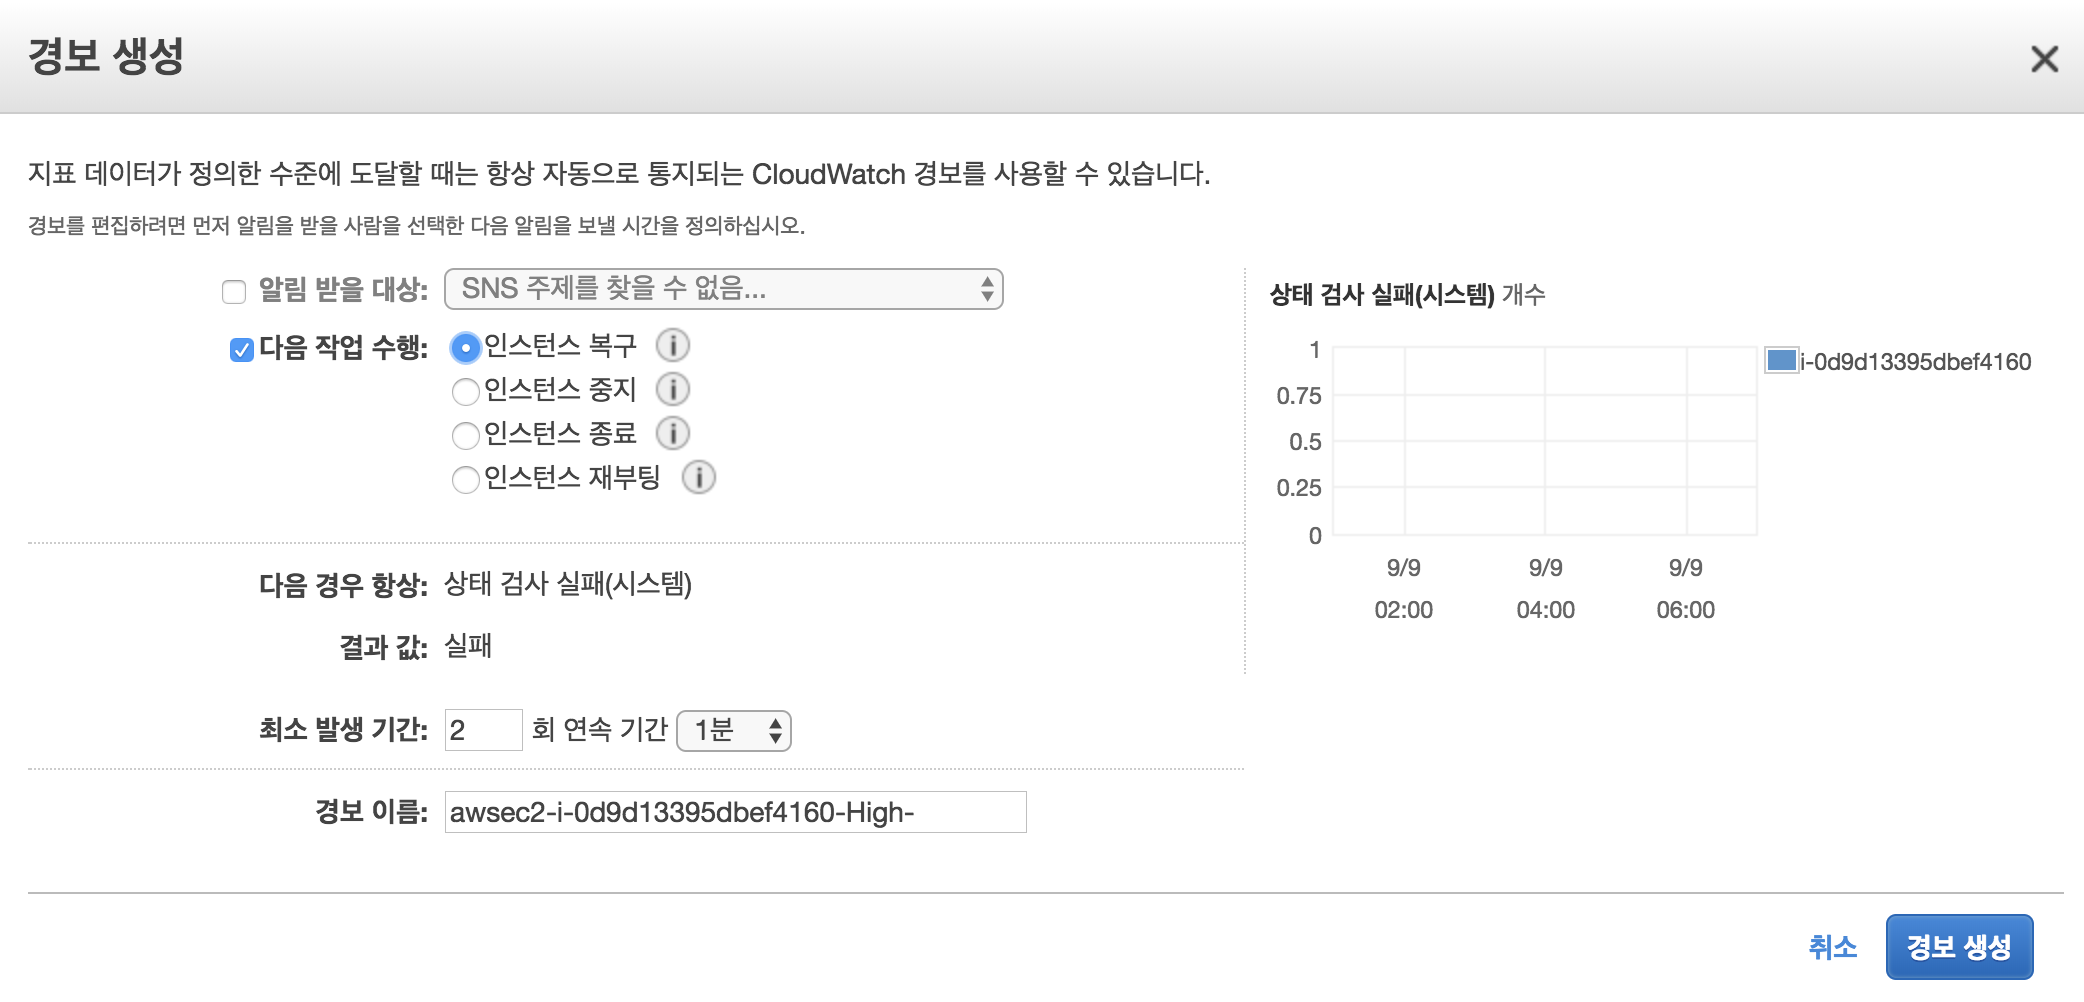 경보 생성
지표 데이터가 정의한 수준에 도달할 때는 항상 자동으로 통지되는 CloudWatch 경보를 사용할 수 있습니다.
경보를 편집하려면 먼저 알림을 받을 사람을 선택한 다음 알림을 보낼 시간을 정의하십시오.
알림 받을 대상: SNS 주제를 찾을 수 없음...
다음 작업 수행: 인스턴스 복구
인스턴스 중지
인스턴스 종료
인스턴스 재부팅
다음 경우 항상: 상태 검사 실패(시스템)
결과 값: 실패
최소 발생 기간: 2 회 연속 기간 1분
경보 이름: awsec2-i-0d9d13395dbef4160-High-
상태 검사 실패(시스템) 개수
1
0.75
0.5
0.25
0
9/9 9/9 9/9
02:00 04:00 06:00
i-0d9d13395dbef4160
취소 경보 생성